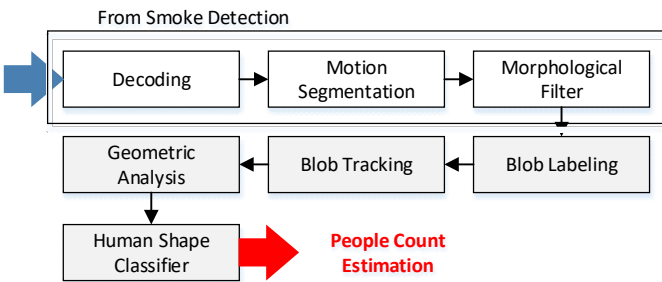 From Smoke Detection
Decoding
Motion
Segmentation
Morphological
Filter
Geometric
Analysis
Blob Tracking
Blob Labeling
Human Shape
Classifier
People Count
Estimation